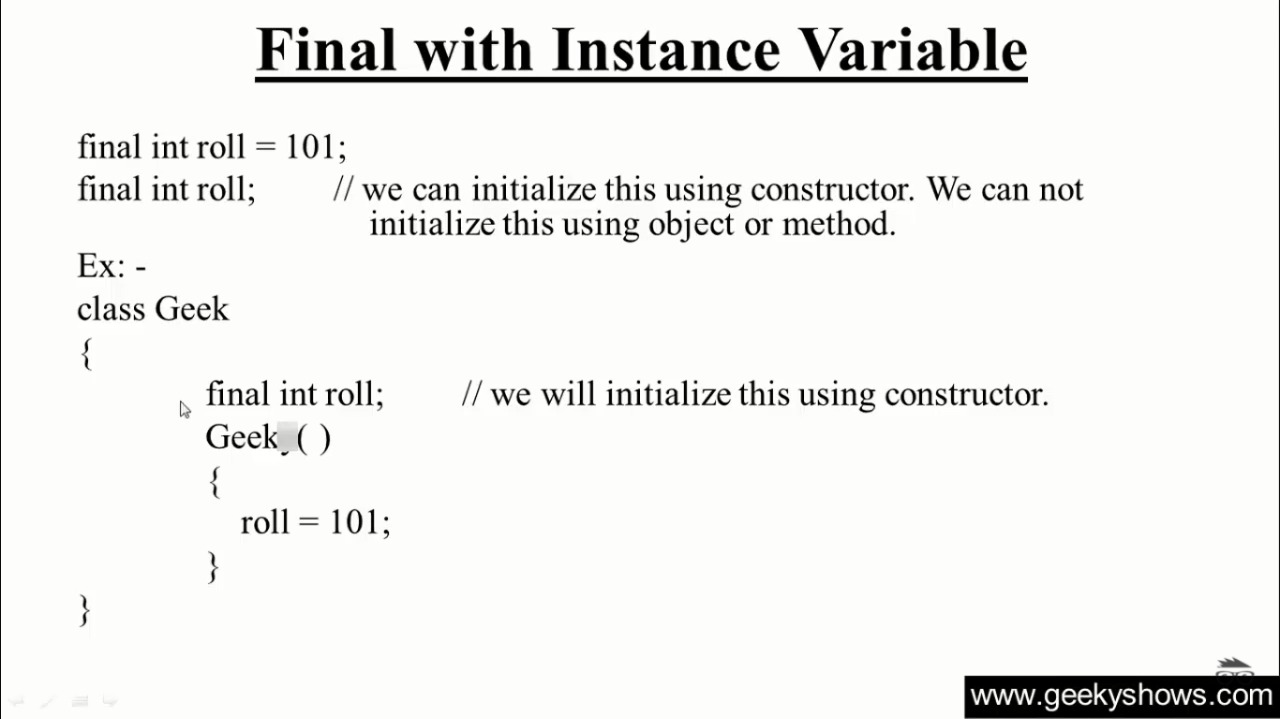 Final with Instance Variable
final int roll = 101;
final int roll; // we can initialize this using constructor. We can not
initialize this using object or method.
Ex: -
class Geek
{
final int roll; // we will initialize this using constructor.
Geek ( )
{
roll = 101;
}
}
www.geekyshows.com